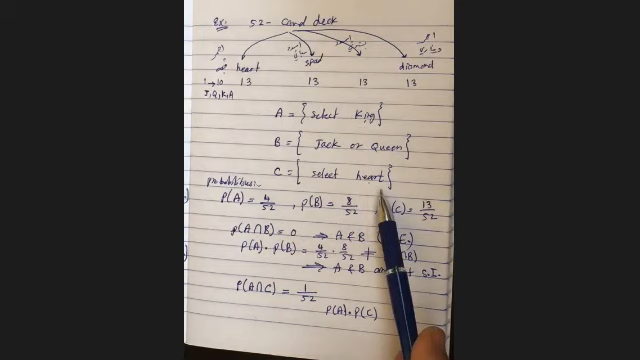 Ex: 52- card deck
heart spad diamond
1 → 10 13 13 13 13
J, Q, K, A
A = { select King }
B = { Jack or Queen }
C = { select heart }
probabilities:
P(A) = 4/52 , P(B) = 8/52 , (C) = 13/52
P(A∩B) = 0 ⇒ A & B E.)
P(A) · P(B) = 4/52 · 8/52 ≠ ∩B)
⇒ A & B S.I.
P(A∩C) = 1/52
P(A) · P(C)